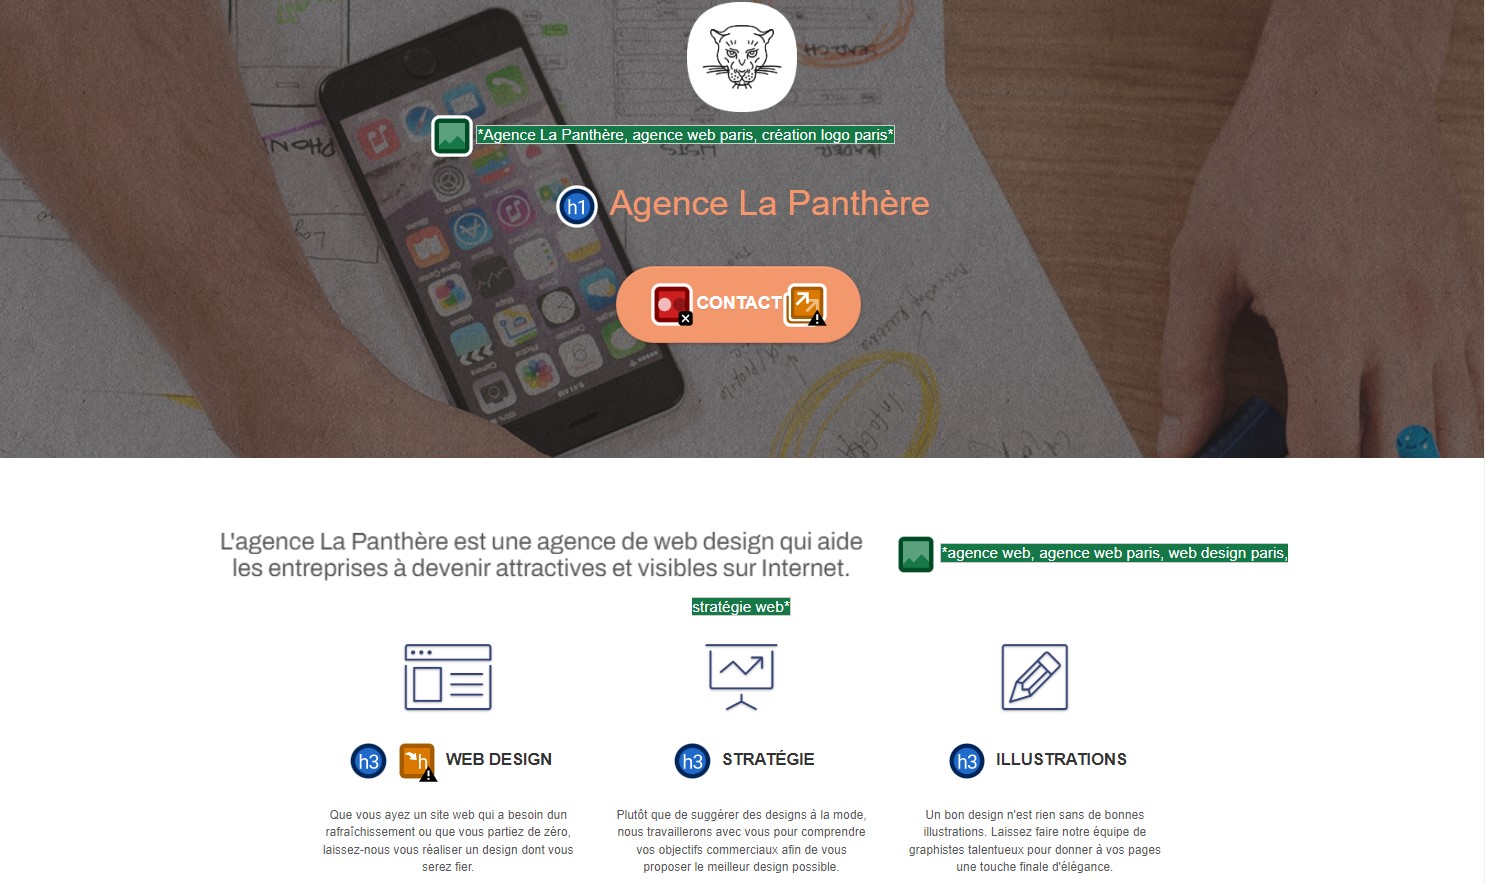 SEARCH
*Agence La Panthère, agence web paris, création logo paris*
PHONE
LISTS
HEADER
h1 Agence La Panthère
CONTACT
L'agence La Panthère est une agence de web design qui aide
les entreprises à devenir attractives et visibles sur Internet.
*agence web, agence web paris, web design paris,
stratégie web*
h3 h WEB DESIGN
h3 STRATÉGIE
h3 ILLUSTRATIONS
Que vous ayez un site web qui a besoin dun
rafraîchissement ou que vous partiez de zéro,
laissez-nous vous réaliser un design dont vous
serez fier.
Plutôt que de suggérer des designs à la mode,
nous travaillerons avec vous pour comprendre
vos objectifs commerciaux afin de vous
proposer le meilleur design possible.
Un bon design n'est rien sans de bonnes
illustrations. Laissez faire notre équipe de
graphistes talentueux pour donner à vos pages
une touche finale d'élégance.